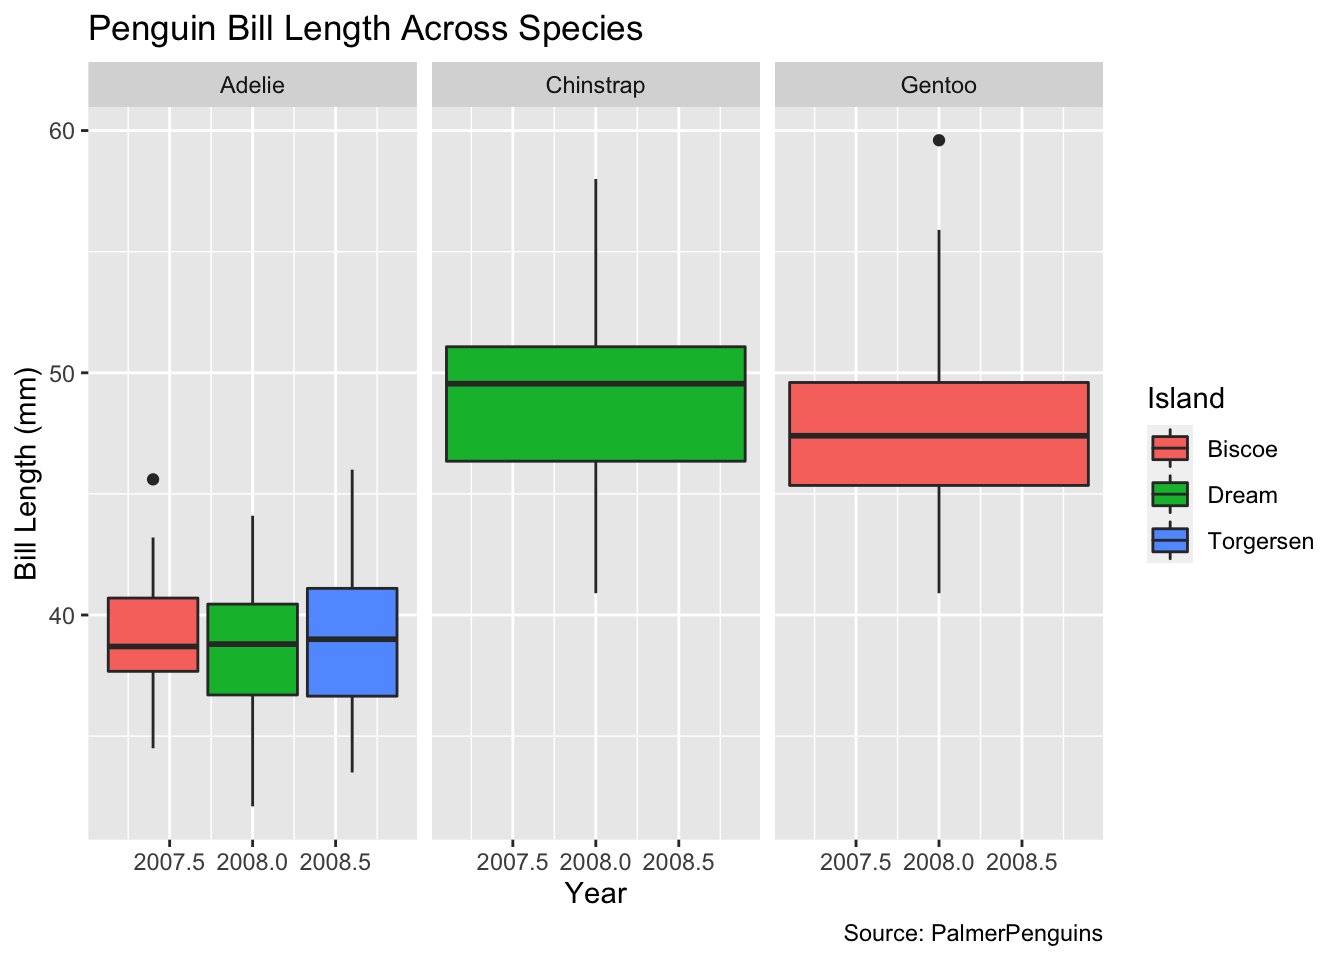 Penguin Bill Length Across Species
Adelie
Chinstrap
Gentoo
60
50
40
Bill Length (mm)
2007.5 2008.0 2008.5
2007.5 2008.0 2008.5
2007.5 2008.0 2008.5
Year
Island
Biscoe
Dream
Torgersen
Source: PalmerPenguins